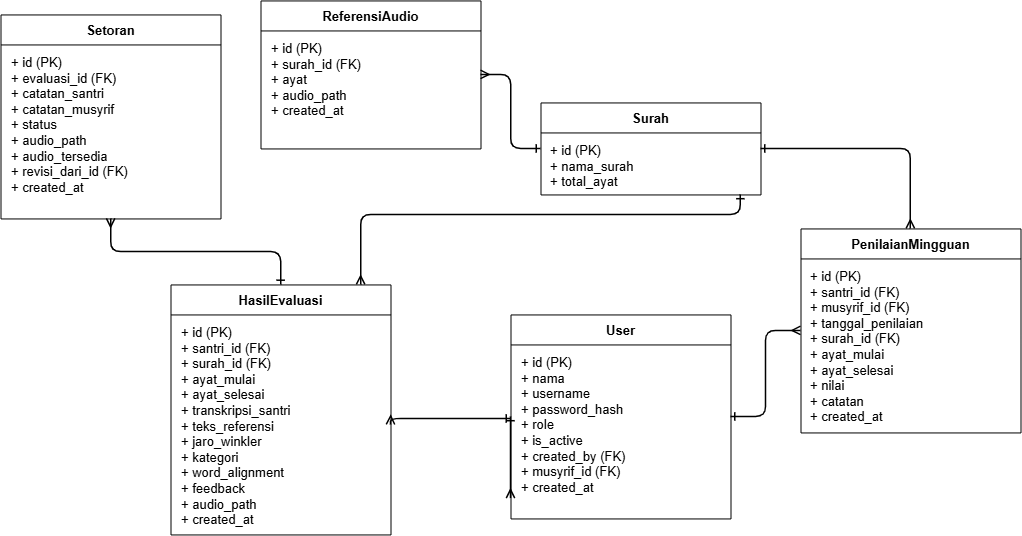 Setoran
+ id (PK)
+ evaluasi_id (FK)
+ catatan_santri
+ catatan_musyrif
+ status
+ audio_path
+ audio_tersedia
+ revisi_dari_id (FK)
+ created_at
ReferensiAudio
+ id (PK)
+ surah_id (FK)
+ ayat
+ audio_path
+ created_at
Surah
+ id (PK)
+ nama_surah
+ total_ayat
PenilaianMingguan
+ id (PK)
+ santri_id (FK)
+ musyrif_id (FK)
+ tanggal_penilaian
+ surah_id (FK)
+ ayat_mulai
+ ayat_selesai
+ nilai
+ catatan
+ created_at
HasilEvaluasi
+ id (PK)
+ santri_id (FK)
+ surah_id (FK)
+ ayat_mulai
+ ayat_selesai
+ transkripsi_santri
+ teks_referensi
+ jaro_winkler
+ kategori
+ word_alignment
+ feedback
+ audio_path
+ created_at
User
+ id (PK)
+ nama
+ username
+ password_hash
+ role
+ is_active
+ created_by (FK)
+ musyrif_id (FK)
+ created_at